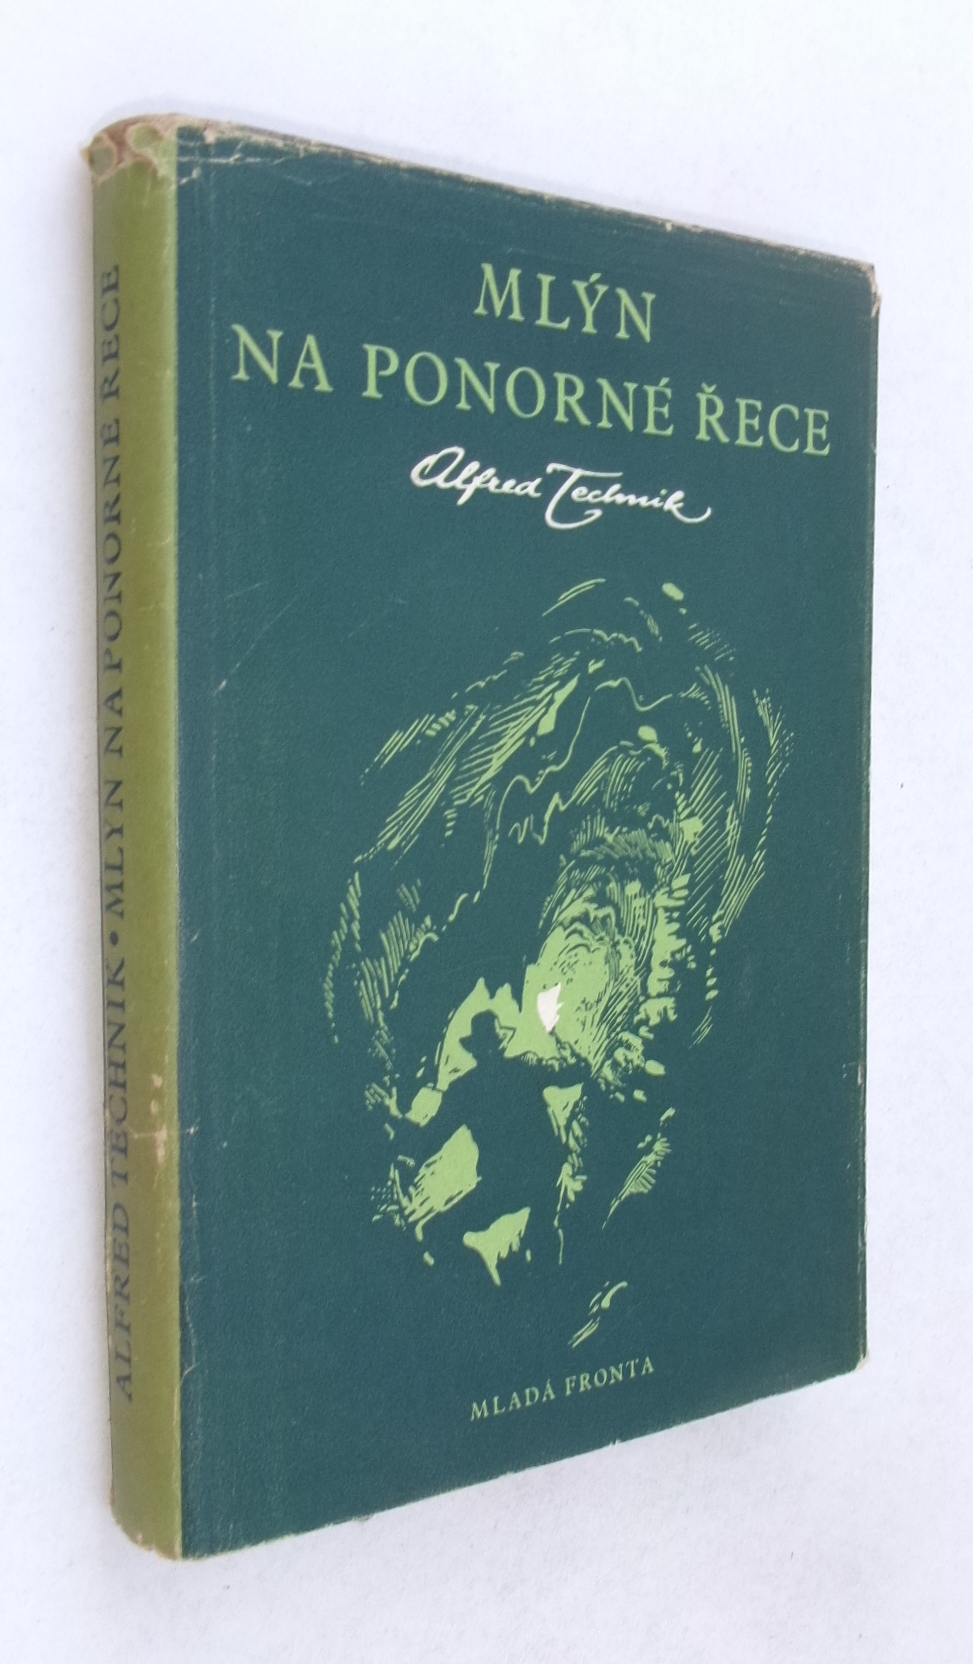 MLÝN
NA PONORNÉ ŘECE
Alfred Technik
MLADÁ FRONTA
ALFRED TECHNIK • MLÝN NA PONORNÉ ŘECE